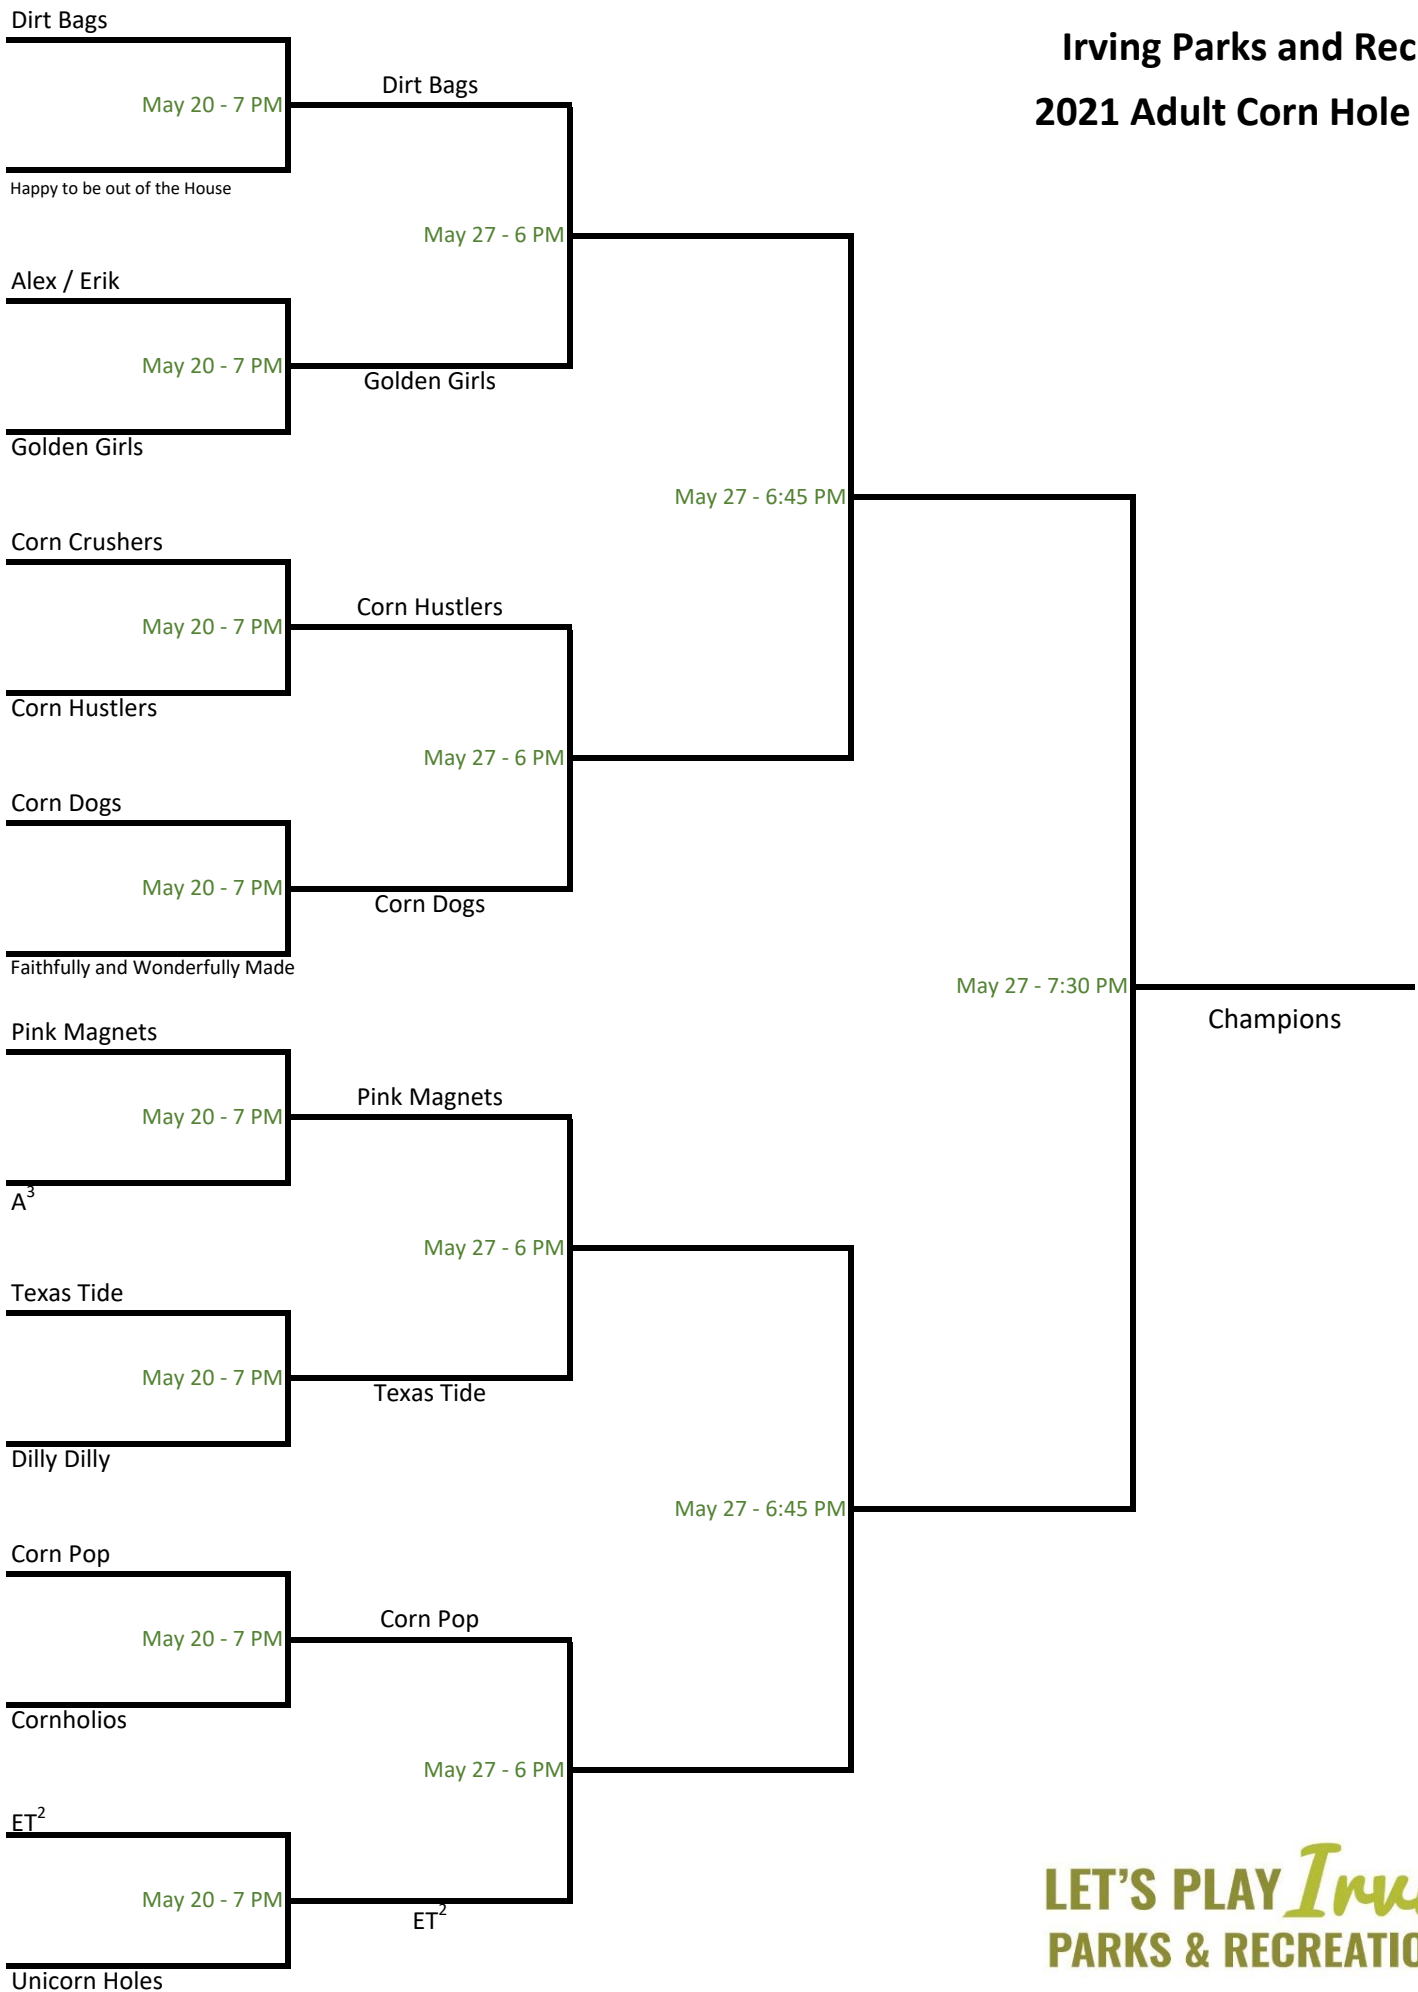 Dirt Bags
Irving Parks and Rec
Dirt Bags
May 20 - 7 PM
2021 Adult Corn Hole
Happy to be out of the House
May 27 - 6 PM
Alex / Erik
May 20 - 7 PM
Golden Girls
Golden Girls
May 27 - 6:45 PM
Corn Crushers
Corn Hustlers
May 20 - 7 PM
Corn Hustlers
May 27 - 6 PM
Corn Dogs
May 20 - 7 PM
Corn Dogs
Faithfully and Wonderfully Made
May 27 - 7:30 PM
Champions
Pink Magnets
Pink Magnets
May 20 - 7 PM
A³
May 27 - 6 PM
Texas Tide
May 20 - 7 PM
Texas Tide
Dilly Dilly
May 27 - 6:45 PM
Corn Pop
Corn Pop
May 20 - 7 PM
Cornholios
May 27 - 6 PM
ET²
May 20 - 7 PM
ET²
Unicorn Holes
LET'S PLAY
PARKS & RECREATIO